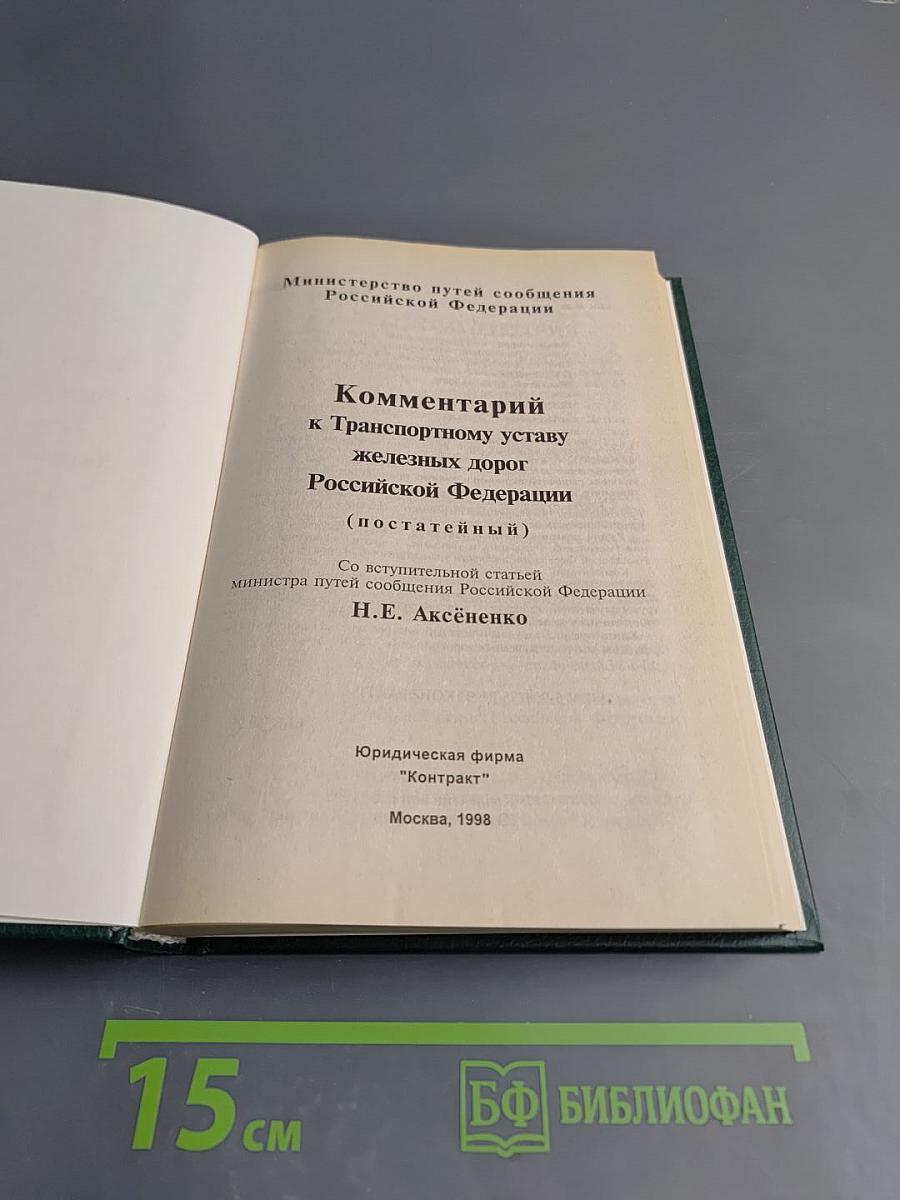 Министерство путей сообщения
Российской Федерации
Комментарий
к Транспортному уставу
железных дорог
Российской Федерации
(постатейный)
Со вступительной статьей
министра путей сообщения Российской Федерации
Н.Е. Аксёненко
Юридическая фирма
"Контракт"
Москва, 1998
15 см
БФ БИБЛИОФАН